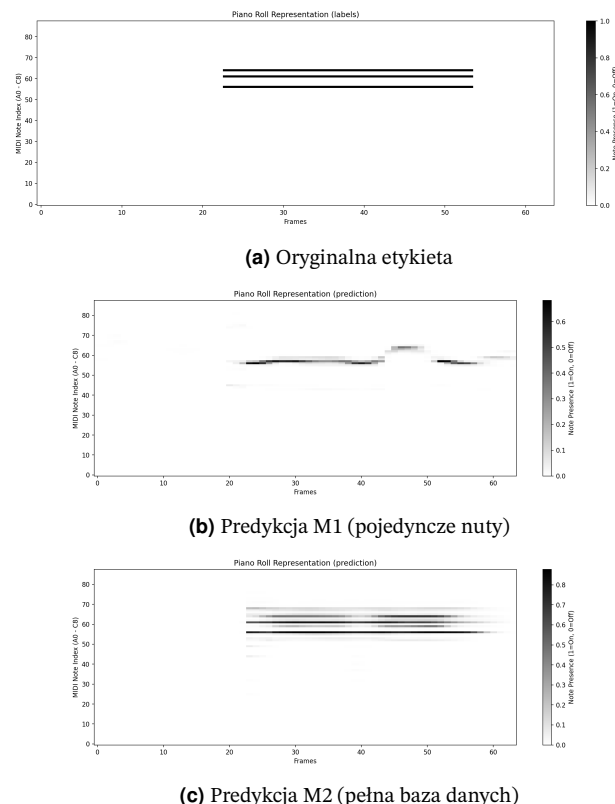 Piano Roll Representation (labels)
80
70
60
50
40
30
20
10
0
MIDI Note Index (A0 - C8)
0 10 20 30 40 50 60
Frames
1.0
0.8
0.6
0.4
0.2
0.0
Note Presence (1=On, 0=Off)
(a) Oryginalna etykieta
Piano Roll Representation (prediction)
80
70
60
50
40
30
20
10
0
MIDI Note Index (A0 - C8)
0 10 20 30 40 50 60
Frames
0.6
0.5
0.4
0.3
0.2
0.1
0.0
Note Presence (1=On, 0=Off)
(b) Predykcja M1 (pojedyncze nuty)
Piano Roll Representation (prediction)
80
70
60
50
40
30
20
10
0
MIDI Note Index (A0 - C8)
0 10 20 30 40 50 60
Frames
0.8
0.7
0.6
0.5
0.4
0.3
0.2
0.1
0.0
Note Presence (1=On, 0=Off)
(c) Predykcja M2 (pełna baza danych)